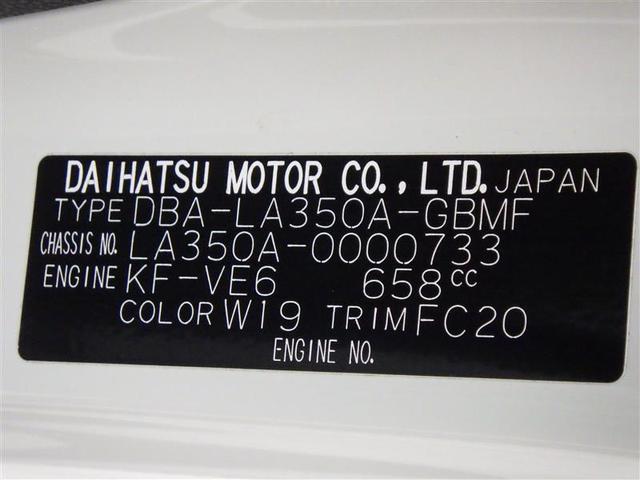 DAIHATSU MOTOR CO., LTD. JAPAN
TYPE DBA-LA350A-GBMF
CHASSIS NO. LA350A-0000733
ENGINE KF-VE6 658cc
COLOR W19 TRIM FC20
ENGINE NO.